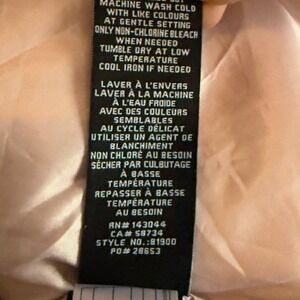 MACHINE WASH COLD
WITH LIKE COLOURS
AT GENTLE SETTING
ONLY NON-CHLORINE BLEACH
WHEN NEEDED
TUMBLE DRY AT LOW
TEMPERATURE
COOL IRON IF NEEDED
LAVER À L'ENVERS
LAVER À LA MACHINE
À L'EAU FROIDE
AVEC DES COULEURS
SEMBLABLES
AU CYCLE DÉLICAT
UTILISER UN AGENT DE
BLANCHIMENT
NON CHLORÉ AU BESOIN
SÉCHER PAR CULBUTAGE
À BASSE
TEMPÉRATURE
REPASSER À BASSE
TEMPÉRATURE
AU BESOIN
RN# 143044
CA# 58734
STYLE NO.:81900
PO# 28653